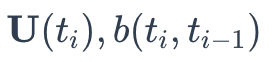 𝐔(tᵢ), b(tᵢ, tᵢ₋₁)